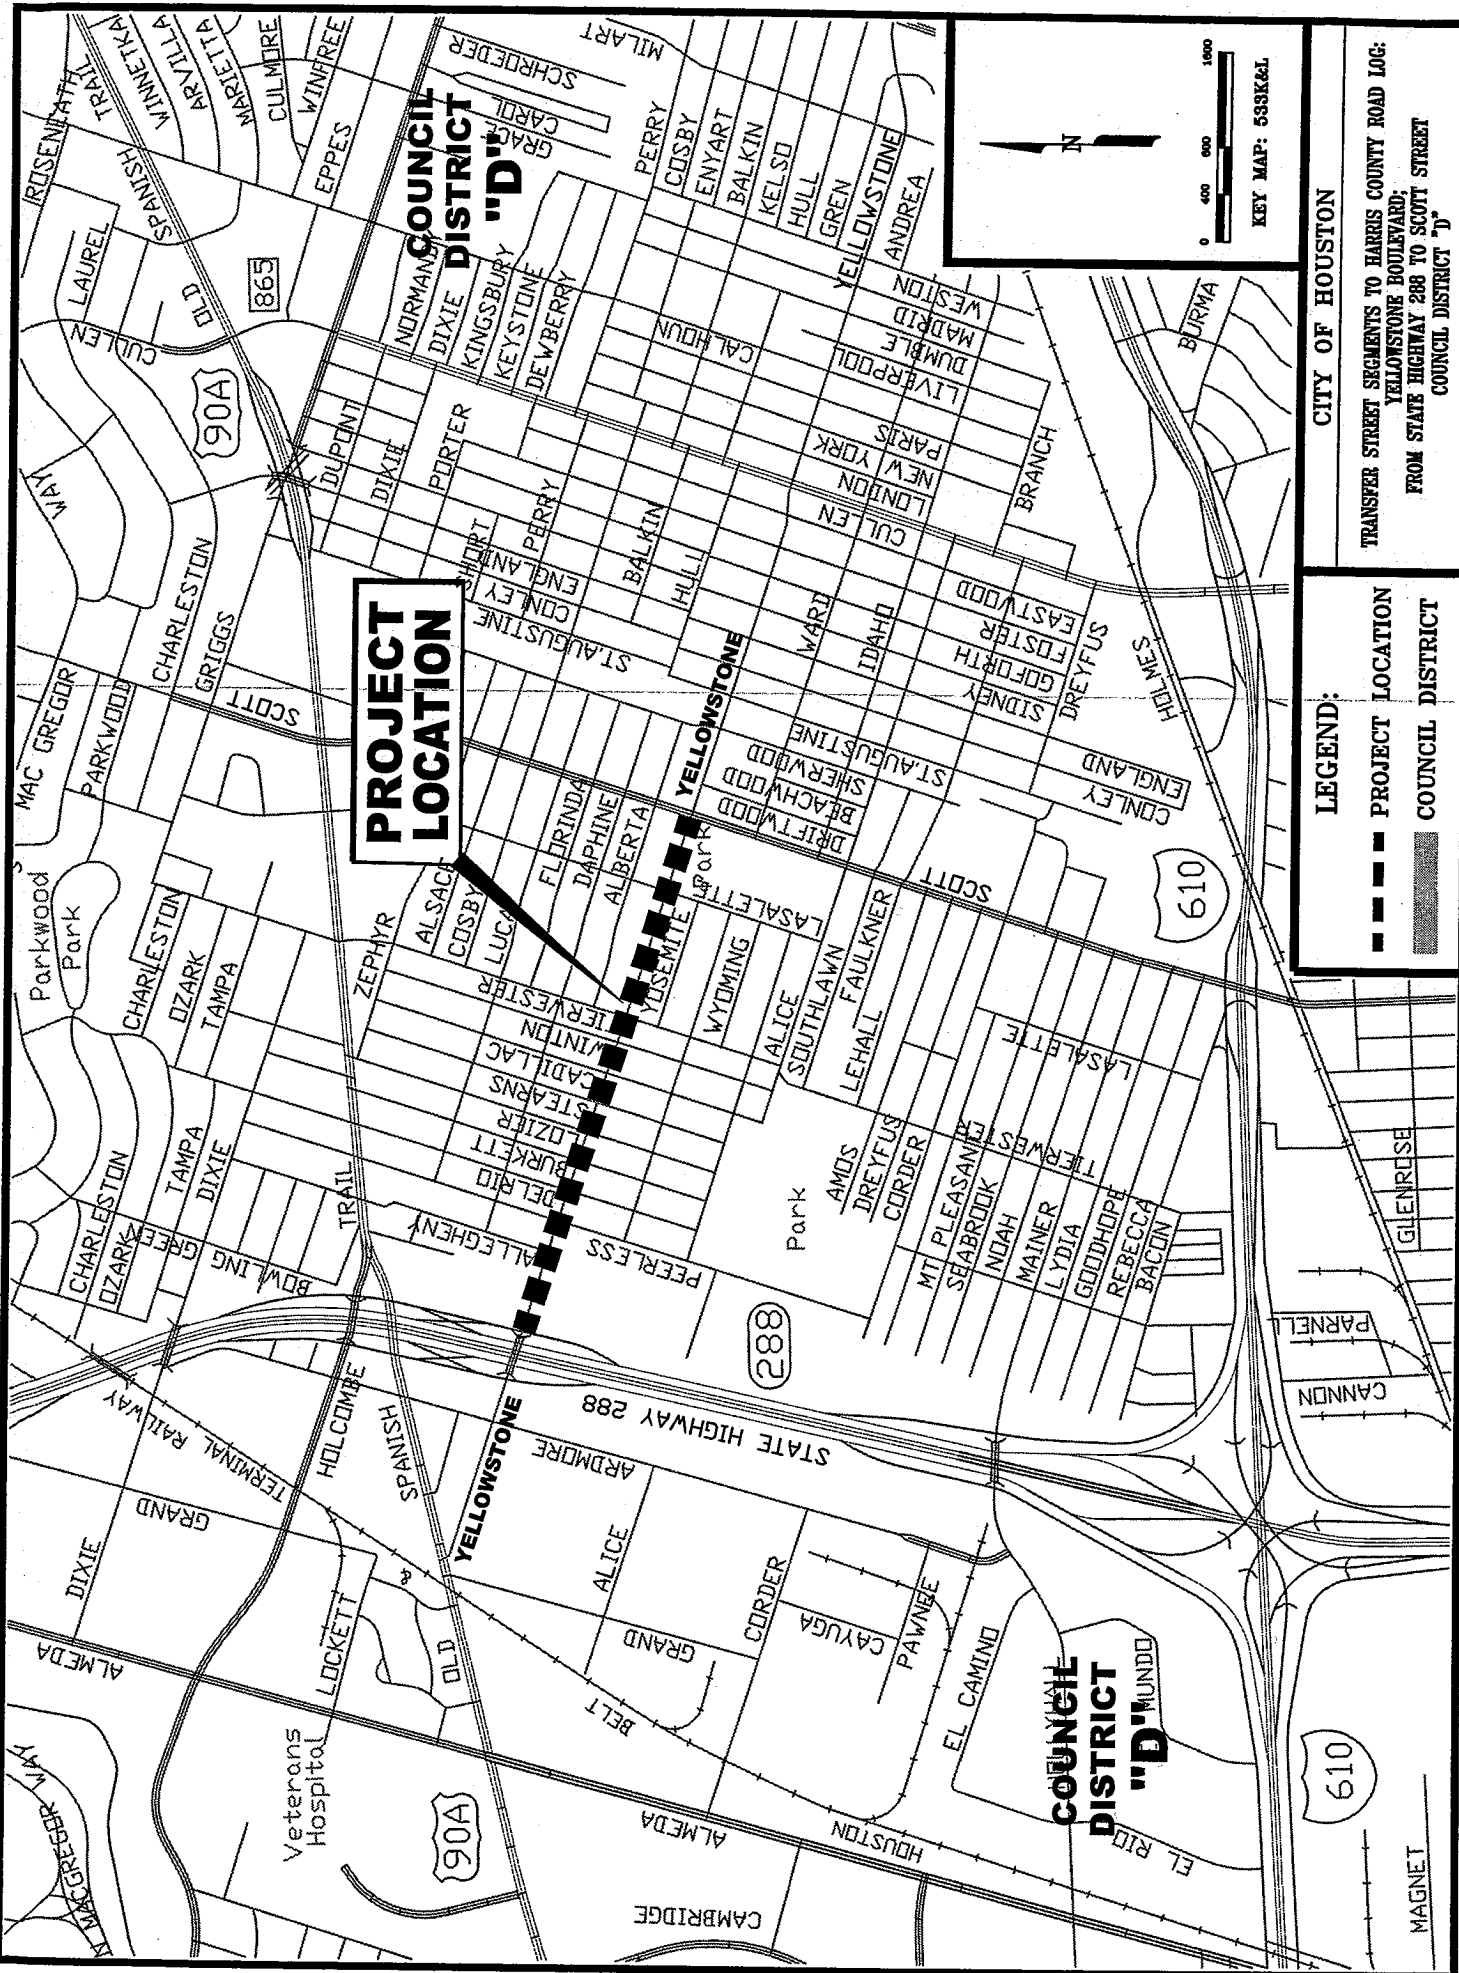 N MACGREGOR WAY
ALMEDA
DIXIE
GRAND
TERMINAL RAILWAY
HOLCOMBE
SPANISH
LOCKETT
&
OLD
Veterans
Hospital
90A
YELLOWSTONE
ARDMORE
ALICE
GRAND
CORDER
BELT
ALMEDA
CAMBRIDGE
HOUSTON
CAYUGA
PAWNEE
EL CAMINO
COUNCIL
DISTRICT
"D"
MUNDO
EL RIO
610
MAGNET
STATE HIGHWAY 288
288
CANNON
PARNELL
GLENROSE
CHARLESTON
OZARK
GREEN
BOWLING
TAMPA
DIXIE
TRAIL
ALLEGHENY
PEERLESS
DELRIO
BURKETT
OZIER
STEARNS
CADILLAC
WINTON
TIERWESTER
Park
AMOS
DREYFUS
CORDER
MT PLEASANT
SEABROOK
NOAH
MAINER
LYDIA
GOODHOPE
REBECCA
BACON
TIERWESTER
LASALETTE
Parkwood
Park
CHARLESTON
OZARK
TAMPA
ZEPHYR
ALSACE
COSBY
LUCA
FLORINDA
DAPHINE
ALBERTA
YOSEMITE
Park
WYOMING
LASALETTE
ALICE
SOUTHLAWN
FAULKNER
LEHALL
SCOTT
610
PROJECT
LOCATION
YELLOWSTONE
MAC GREGOR
PARKWOOD
WAY
CHARLESTON
GRIGGS
SCOTT
DUPONT
DIXIE
PORTER
SHORT
PERRY
ENGLAND
CONLEY
ST.AUGUSTINE
BALKIN
HULL
WARD
IDAHO
DRIFTWOOD
BEACHWOOD
SHERWOOD
ST.AUGUSTINE
SIDNEY
GOFORTH
FOSTER
EASTWOOD
DREYFUS
CONLEY
ENGLAND
HOLMES
CULLEN
LONDON
NEW YORK
PARIS
LIVERPOOL
DUMBLE
MADRID
WESTON
BRANCH
CALHOUN
YELLOWSTONE
BURMA
CULLEN
OLD
SPANISH
TRAIL
90A
865
LAUREL
ROSENEATH
WINNETKA
ARVILLA
MARIETTA
CULMORE
WINFREE
EPPES
COUNCIL
DISTRICT
"D"
NORMANDY
DIXIE
KINGSBURY
KEYSTONE
DEWBERRY
GRACE
CAROL
SCHROEDER
MILART
PERRY
COSBY
ENYART
BALKIN
KELSO
HULL
GREN
ANDREA
N
0 400 800 1600
KEY MAP: 533K&L
LEGEND:
PROJECT LOCATION
COUNCIL DISTRICT
CITY OF HOUSTON
TRANSFER STREET SEGMENTS TO HARRIS COUNTY ROAD LOG:
YELLOWSTONE BOULEVARD;
FROM STATE HIGHWAY 288 TO SCOTT STREET
COUNCIL DISTRICT "D"